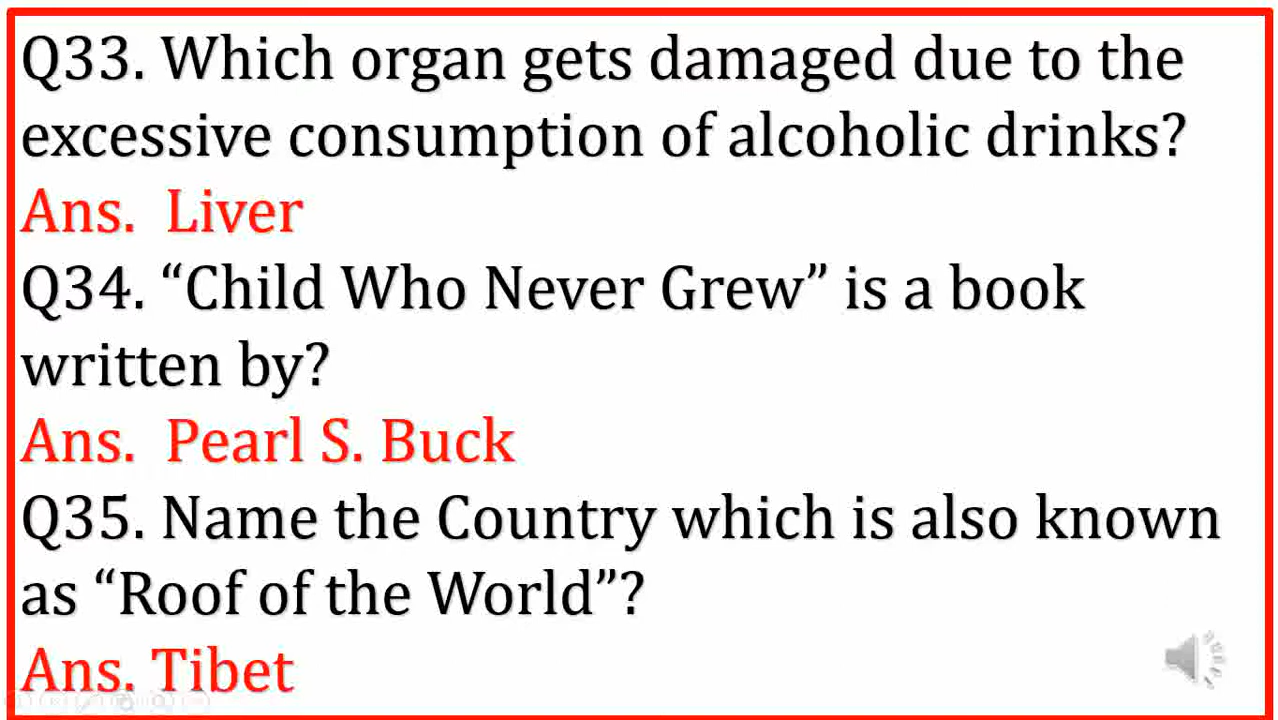 Q33. Which organ gets damaged due to the
excessive consumption of alcoholic drinks?
Ans.  Liver
Q34. “Child Who Never Grew” is a book
written by?
Ans.  Pearl S. Buck
Q35. Name the Country which is also known
as “Roof of the World”?
Ans. Tibet